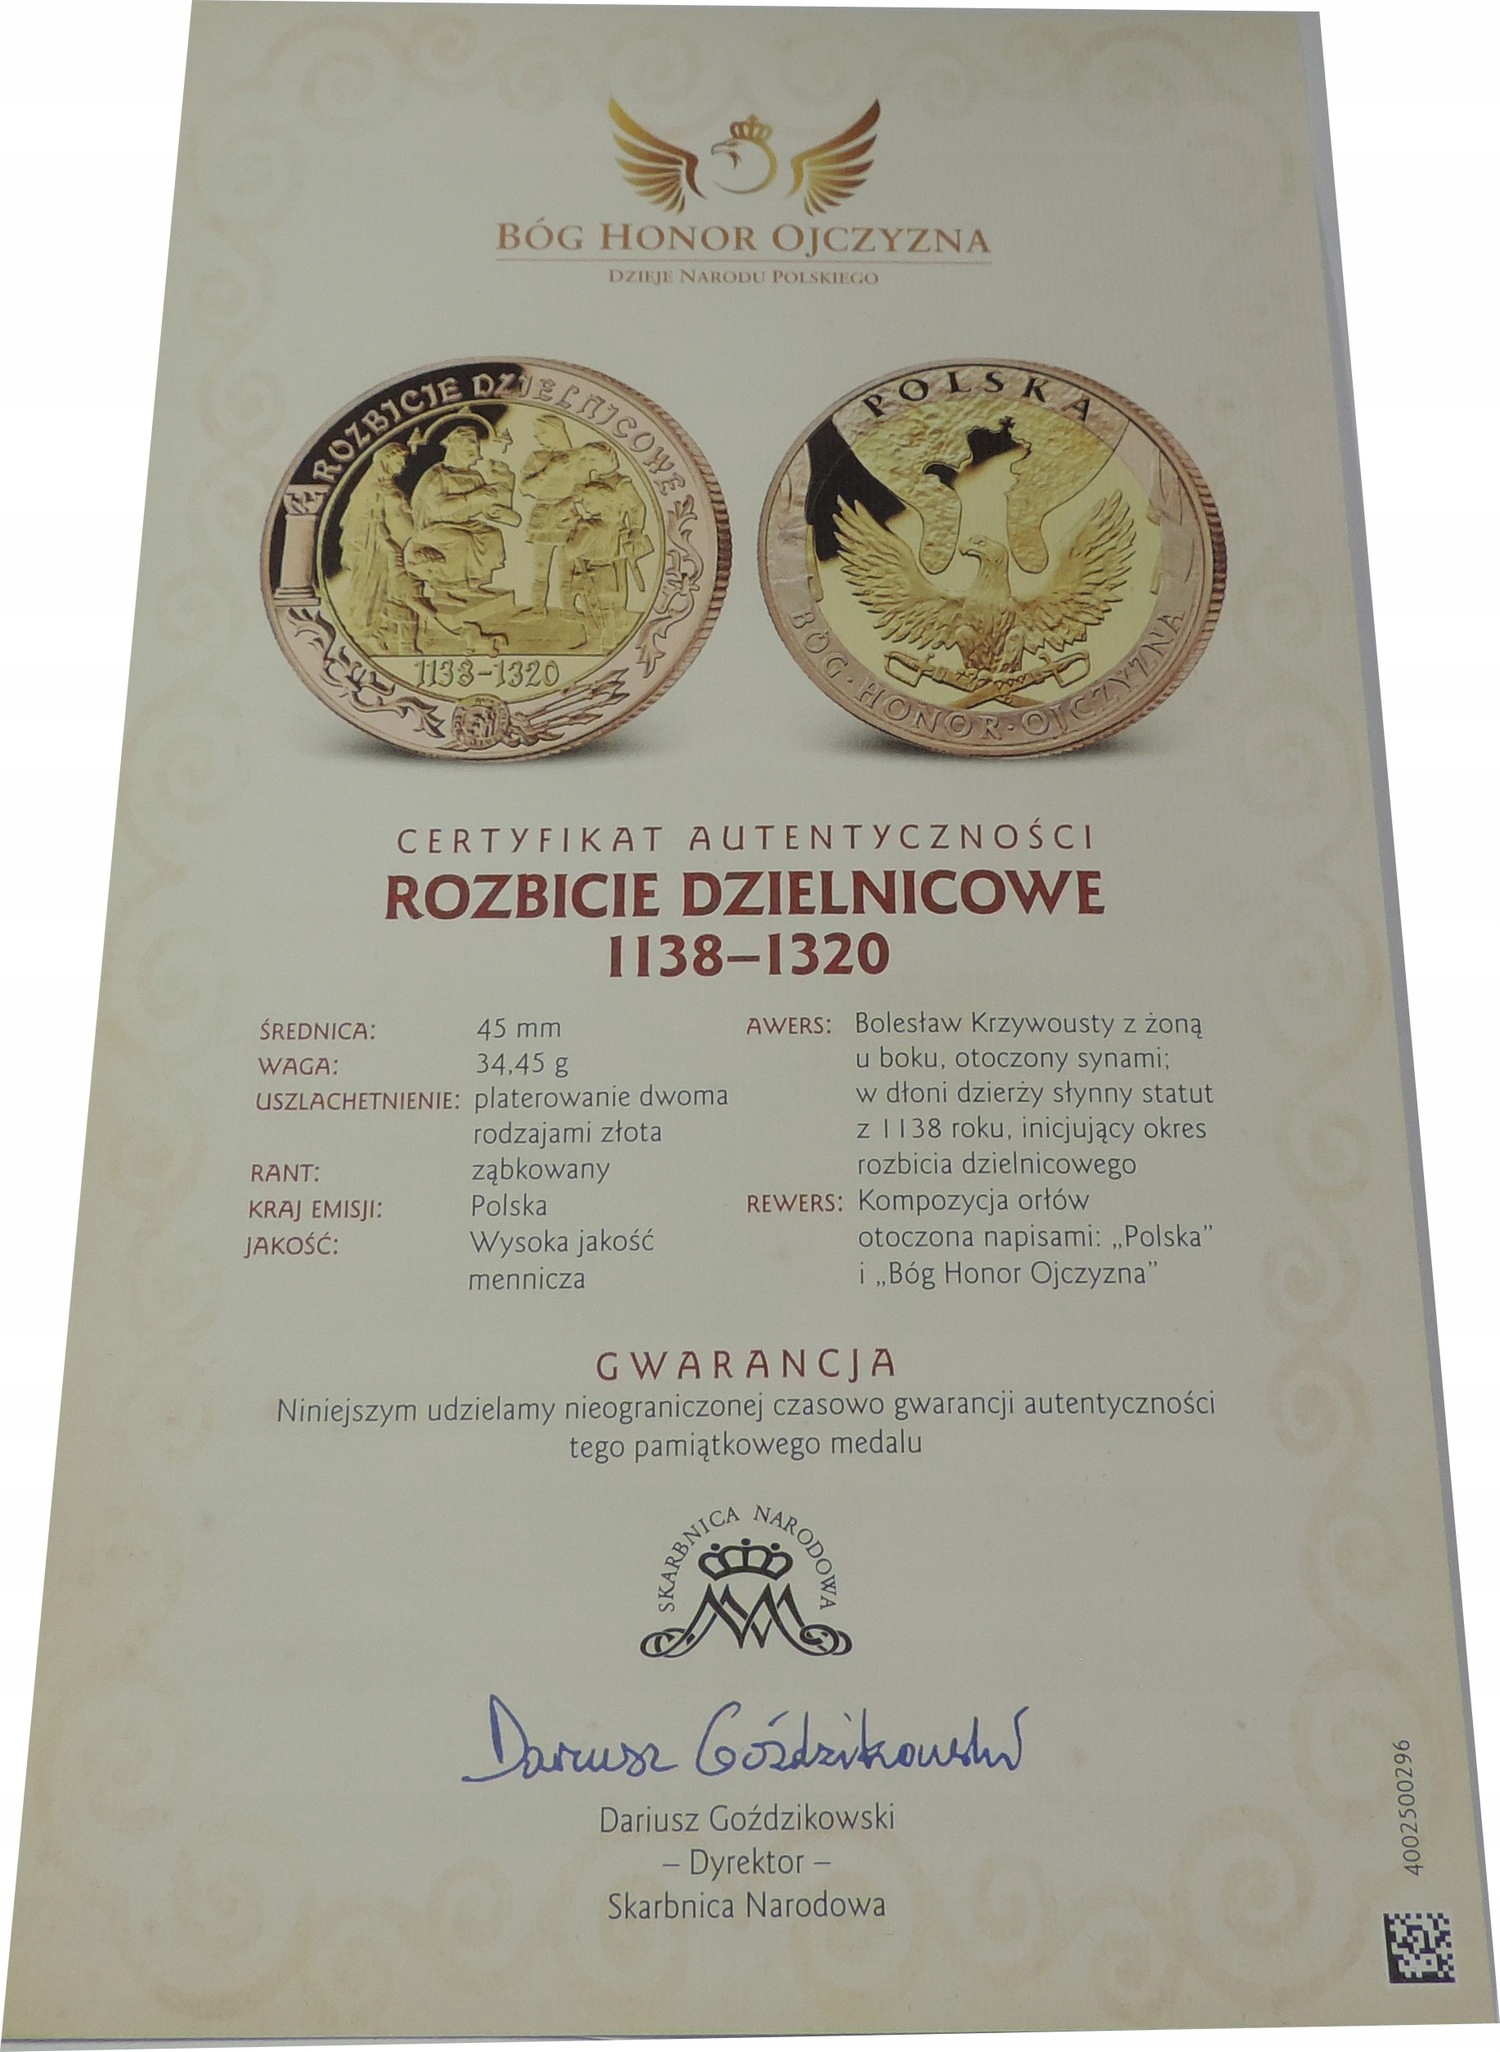 BÓG HONOR OJCZYZNA
DZIEJE NARODU POLSKIEGO
ROZBICIE DZIELNICOWE
1138-1320
POLSKA
BÓG·HONOR·OJCZYZNA
CERTYFIKAT AUTENTYCZNOŚCI
ROZBICIE DZIELNICOWE
1138–1320
ŚREDNICA: 45 mm
WAGA: 34,45 g
USZLACHETNIENIE: platerowanie dwoma
rodzajami złota
RANT: ząbkowany
KRAJ EMISJI: Polska
JAKOŚĆ: Wysoka jakość
mennicza
AWERS: Bolesław Krzywousty z żoną
u boku, otoczony synami;
w dłoni dzierży słynny statut
z 1138 roku, inicjujący okres
rozbicia dzielnicowego
REWERS: Kompozycja orłów
otoczona napisami: „Polska”
i „Bóg Honor Ojczyzna”
GWARANCJA
Niniejszym udzielamy nieograniczonej czasowo gwarancji autentyczności
tego pamiątkowego medalu
SKARBNICA NARODOWA
Dariusz Goździkowski
Dariusz Goździkowski
– Dyrektor –
Skarbnica Narodowa
4002500296